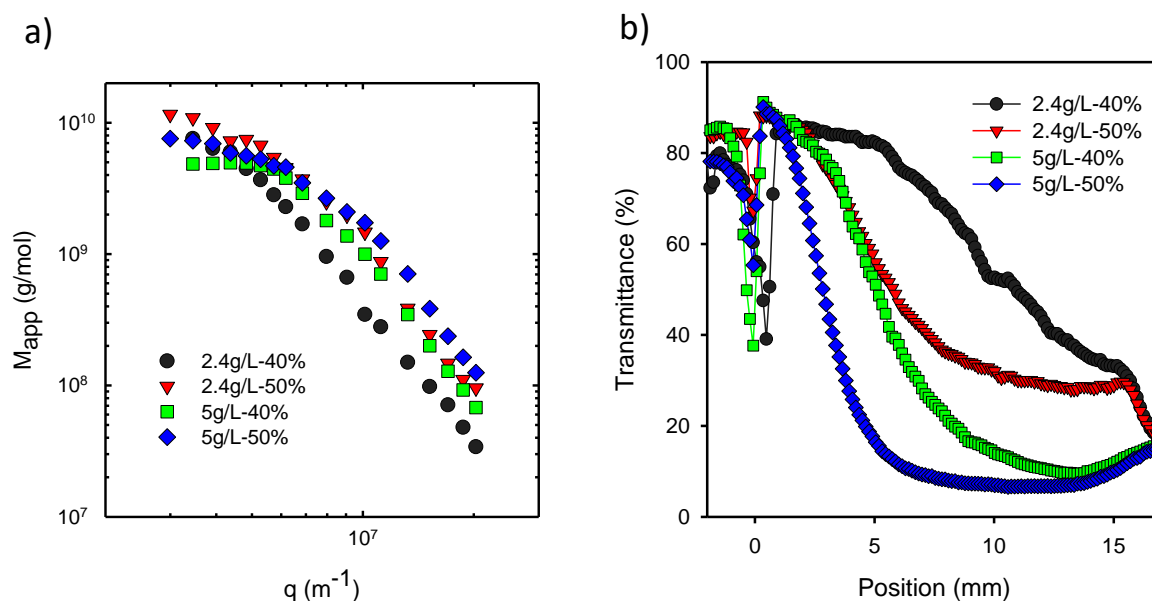 a)
Mapp (g/mol)
10^10
10^9
10^8
10^7
2.4g/L-40%
2.4g/L-50%
5g/L-40%
5g/L-50%
10^7
q (m^-1)
b)
Transmittance (%)
100
80
60
40
20
0
2.4g/L-40%
2.4g/L-50%
5g/L-40%
5g/L-50%
0 5 10 15
Position (mm)